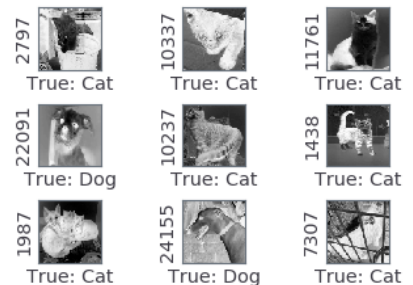 2797
True: Cat
10337
True: Cat
11761
True: Cat
22091
True: Dog
10237
True: Cat
1438
True: Cat
1987
True: Cat
24155
True: Dog
7307
True: Cat